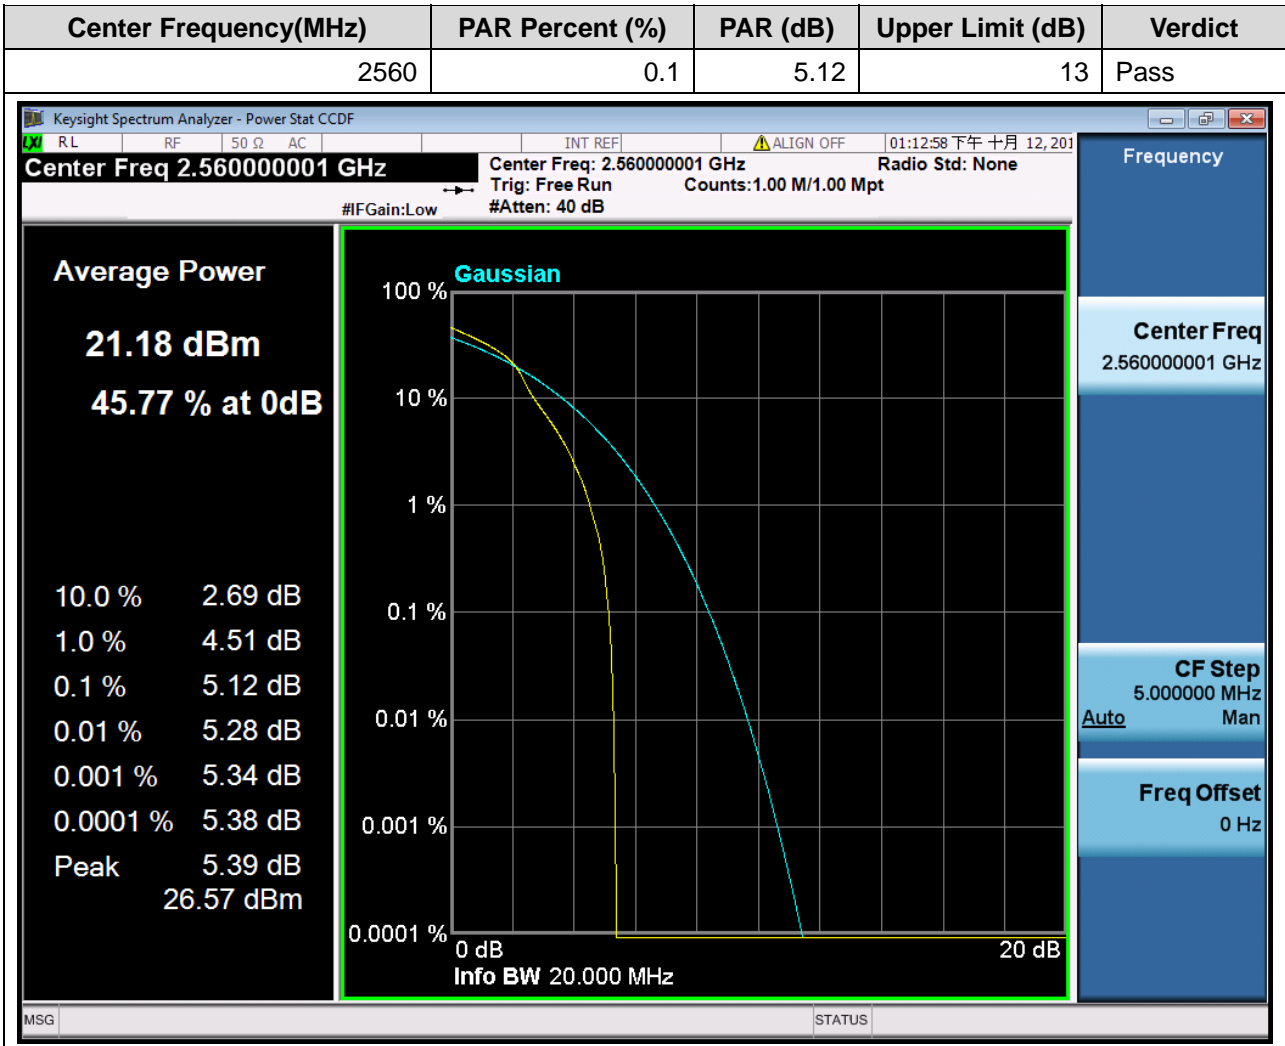 Center Frequency(MHz) PAR Percent (%) PAR (dB) Upper Limit (dB) Verdict
2560 0.1 5.12 13 Pass
Keysight Spectrum Analyzer - Power Stat CCDF
LXI RL RF 50 Ω AC INT REF ALIGN OFF 01:12:58 下午 十月 12, 201
Center Freq 2.560000001 GHz
Center Freq: 2.560000001 GHz Radio Std: None
Trig: Free Run Counts:1.00 M/1.00 Mpt
#IFGain:Low #Atten: 40 dB
Average Power
21.18 dBm
45.77 % at 0dB
10.0 % 2.69 dB
1.0 % 4.51 dB
0.1 % 5.12 dB
0.01 % 5.28 dB
0.001 % 5.34 dB
0.0001 % 5.38 dB
Peak 5.39 dB
26.57 dBm
Gaussian
100 %
10 %
1 %
0.1 %
0.01 %
0.001 %
0.0001 %
0 dB 20 dB
Info BW 20.000 MHz
Frequency
Center Freq
2.560000001 GHz
CF Step
5.000000 MHz
Auto Man
Freq Offset
0 Hz
MSG STATUS